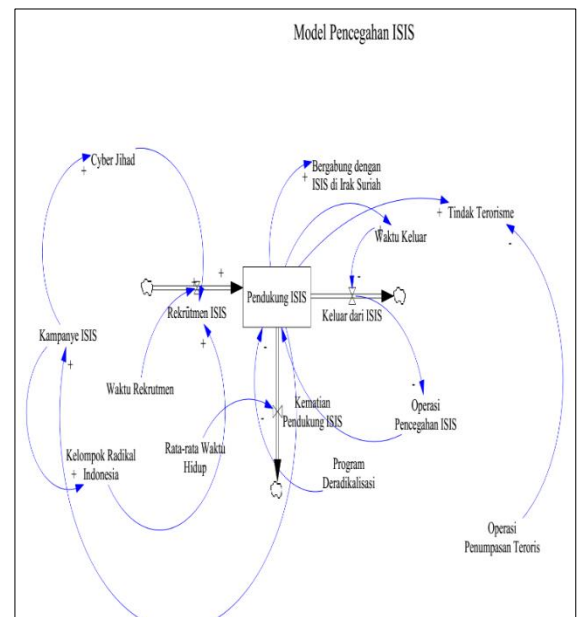 Model Pencegahan ISIS
Cyber Jihad
+
+
Bergabung dengan
ISIS di Irak Suriah
+
Tindak Terorisme
-
Waktu Keluar
+
+
-
Pendukung ISIS
Rekrutmen ISIS
+
Keluar dari ISIS
Kampanye ISIS
+
-
-
Waktu Rekrutmen
-
Operasi
Pencegahan ISIS
Kematian
Pendukung ISIS
-
Rata-rata Waktu
Hidup
Kelompok Radikal
+ Indonesia
Program
Deradikalisasi
Operasi
Penumpasan Teroris